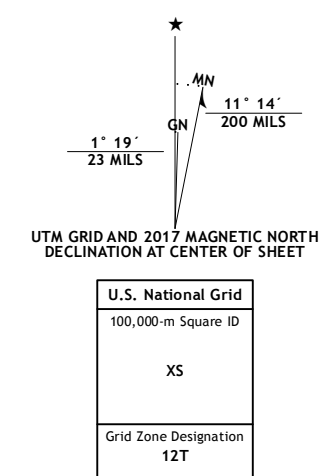 ★
MN
GN
11° 14´
200 MILS
1° 19´
23 MILS
UTM GRID AND 2017 MAGNETIC NORTH
DECLINATION AT CENTER OF SHEET
U.S. National Grid
100,000-m Square ID
XS
Grid Zone Designation
12T